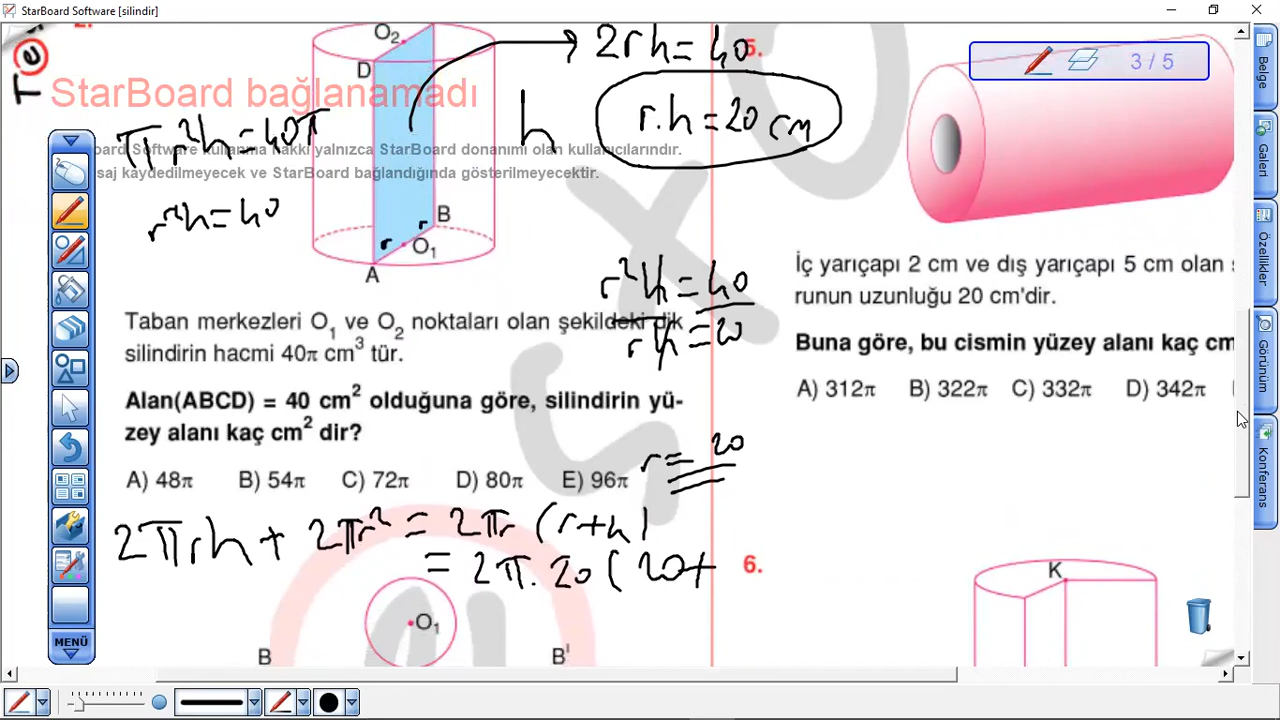 StarBoard Software [silindir]
Te
2.
O₂
D
B
O₁
A
r
r
2rh = 40
h
r.h = 20 cm
StarBoard bağlanamadı
πr²h = 40π
board Software kullanma hakkı yalnızca StarBoard donanımı olan kullanıcılarındır.
saj kaydedilmeyecek ve StarBoard bağlandığında gösterilmeyecektir.
r²h = 40
Taban merkezleri O₁ ve O₂ noktaları olan şekildeki dik
silindirin hacmi 40π cm³ tür.
Alan(ABCD) = 40 cm² olduğuna göre, silindirin yü-
zey alanı kaç cm² dir?
A) 48π B) 54π C) 72π D) 80π E) 96π
r²h = 40
rh = 20
r = 20
2πrh + 2πr² = 2πr (r+h)
= 2π.20 (20+
O₁
B
B'
5.
3 / 5
İç yarıçapı 2 cm ve dış yarıçapı 5 cm olan
runun uzunluğu 20 cm'dir.
Buna göre, bu cismin yüzey alanı kaç cm
A) 312π B) 322π C) 332π D) 342π
6.
K
MENÜ
Belge
Galeri
Özellikler
Görünüm
Konferans